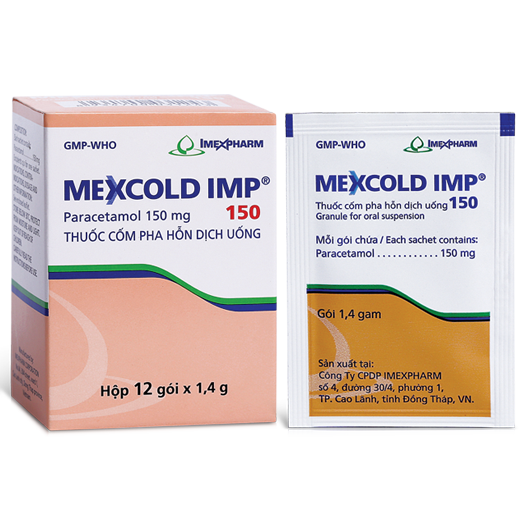 GMP-WHO
IMEXPHARM
MEXCOLD IMP®
Paracetamol 150 mg 150
THUỐC CỐM PHA HỖN DỊCH UỐNG
Hộp 12 gói x 1,4 g
GMP-WHO
IMEXPHARM
MEXCOLD IMP®
Thuốc cốm pha hỗn dịch uống 150
Granule for oral suspension
Mỗi gói chứa / Each sachet contains:
Paracetamol . . . . . . . . . . . . 150 mg
Gói 1,4 gam
Sản xuất tại:
Công Ty CPDP IMEXPHARM
số 4, đường 30/4, phường 1,
TP. Cao Lãnh, tỉnh Đồng Tháp, VN.